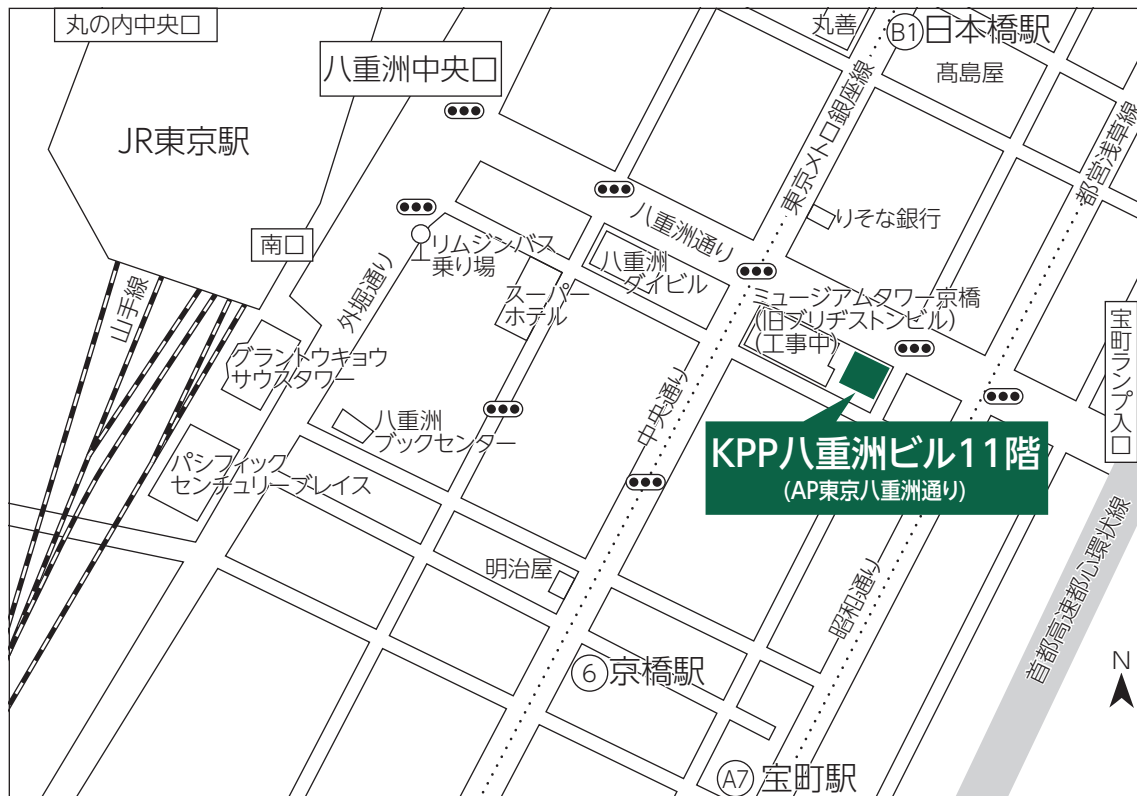 丸の内中央口
八重洲中央口
JR東京駅
丸善
B1
日本橋駅
髙島屋
東京メトロ銀座線
都営浅草線
南口
山手線
外堀通り
リムジンバス
乗り場
八重洲通り
りそな銀行
八重洲
ダイビル
スーパー
ホテル
ミュージアムタワー京橋
(旧ブリヂストンビル)
(工事中)
宝町ランプ入口
グラントウキョウ
サウスタワー
八重洲
ブックセンター
中央通り
KPP八重洲ビル11階
(AP東京八重洲通り)
パシフィック
センチュリープレイス
明治屋
昭和通り
首都高速都心環状線
6
京橋駅
N
A7
宝町駅